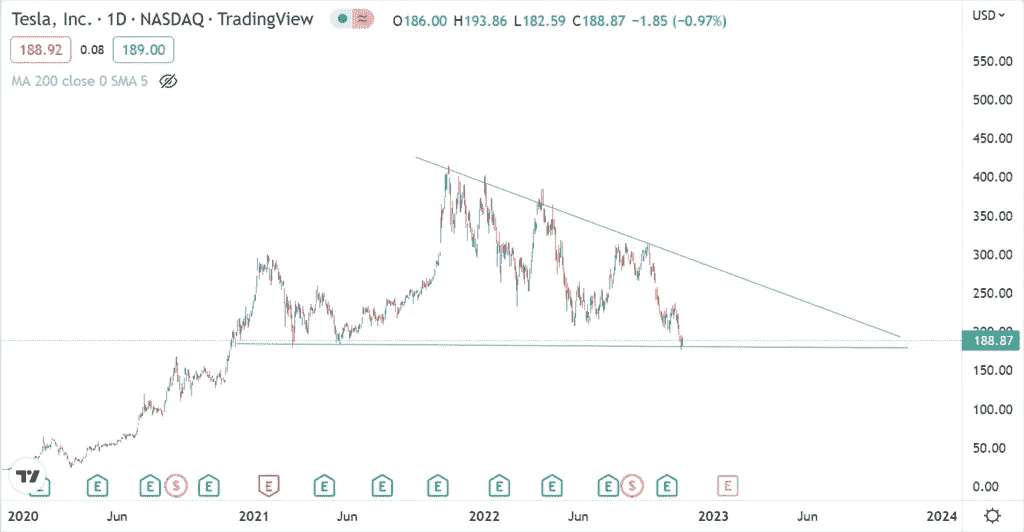 Tesla, Inc. · 1D · NASDAQ · TradingView O186.00 H193.86 L182.59 C188.87 −1.85 (−0.97%) USD
188.92 0.08 189.00
MA 200 close 0 SMA 5
550.00
500.00
450.00
400.00
350.00
300.00
250.00
200.00
188.87
150.00
100.00
50.00
0.00
E E S E E E E E E E E S E E
2020 Jun 2021 Jun 2022 Jun 2023 Jun 2024